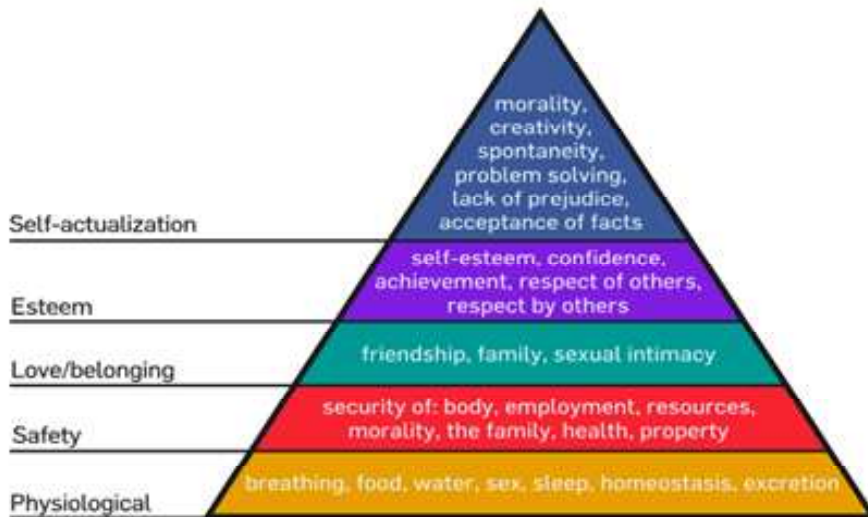 morality,
creativity,
spontaneity,
problem solving,
lack of prejudice,
acceptance of facts
Self-actualization
self-esteem, confidence,
achievement, respect of others,
respect by others
Esteem
friendship, family, sexual intimacy
Love/belonging
security of: body, employment, resources,
morality, the family, health, property
Safety
breathing, food, water, sex, sleep, homeostasis, excretion
Physiological